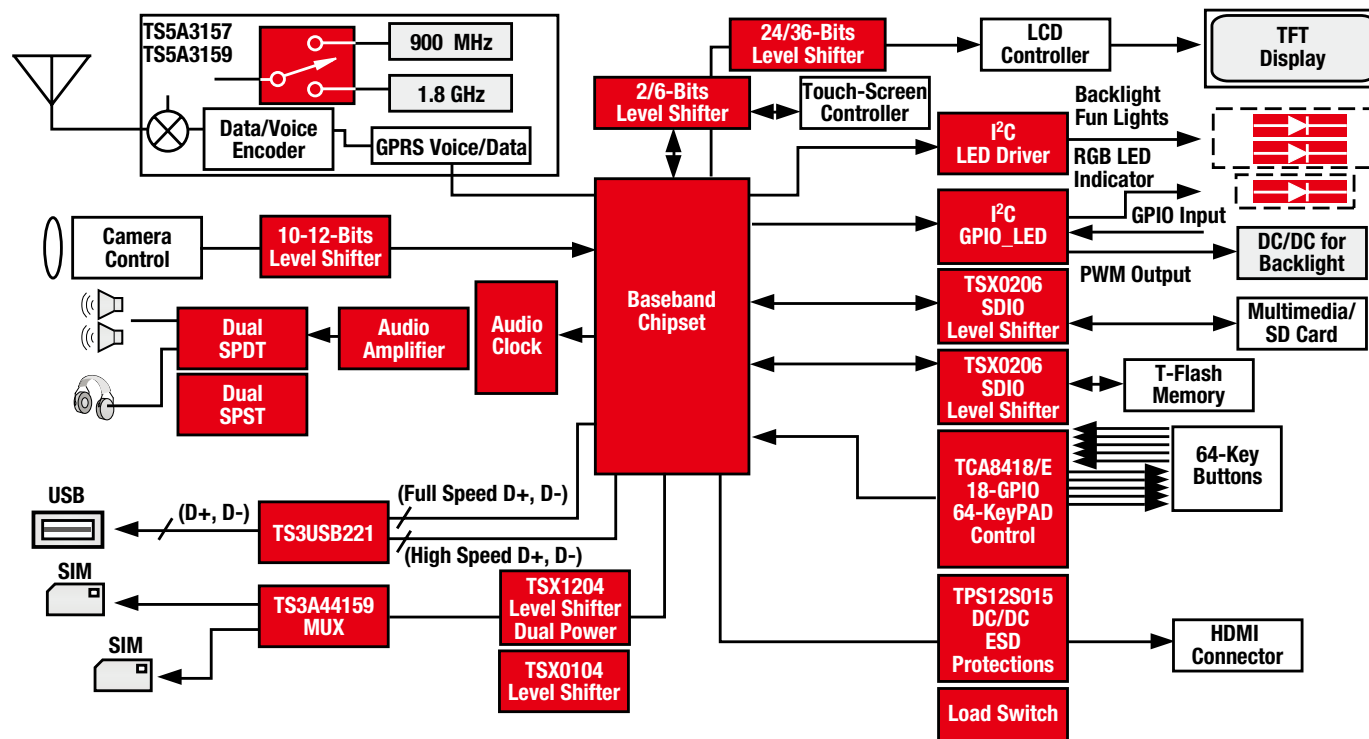 TS5A3157
TS5A3159
900 MHz
1.8 GHz
Data/Voice
Encoder
GPRS Voice/Data
24/36-Bits
Level Shifter
LCD
Controller
TFT
Display
2/6-Bits
Level Shifter
Touch-Screen
Controller
Backlight
Fun Lights
I²C
LED Driver
RGB LED
Indicator
I²C
GPIO_LED
GPIO Input
DC/DC for
Backlight
PWM Output
Camera
Control
10-12-Bits
Level Shifter
Baseband
Chipset
TSX0206
SDIO
Level Shifter
Multimedia/
SD Card
Dual
SPDT
Audio
Amplifier
Audio
Clock
Dual
SPST
TSX0206
SDIO
Level Shifter
T-Flash
Memory
TCA8418/E
18-GPIO
64-KeyPAD
Control
64-Key
Buttons
USB
(D+, D-)
TS3USB221
(Full Speed D+, D-)
(High Speed D+, D-)
SIM
TS3A44159
MUX
TSX1204
Level Shifter
Dual Power
SIM
TSX0104
Level Shifter
TPS12S015
DC/DC
ESD
Protections
HDMI
Connector
Load Switch